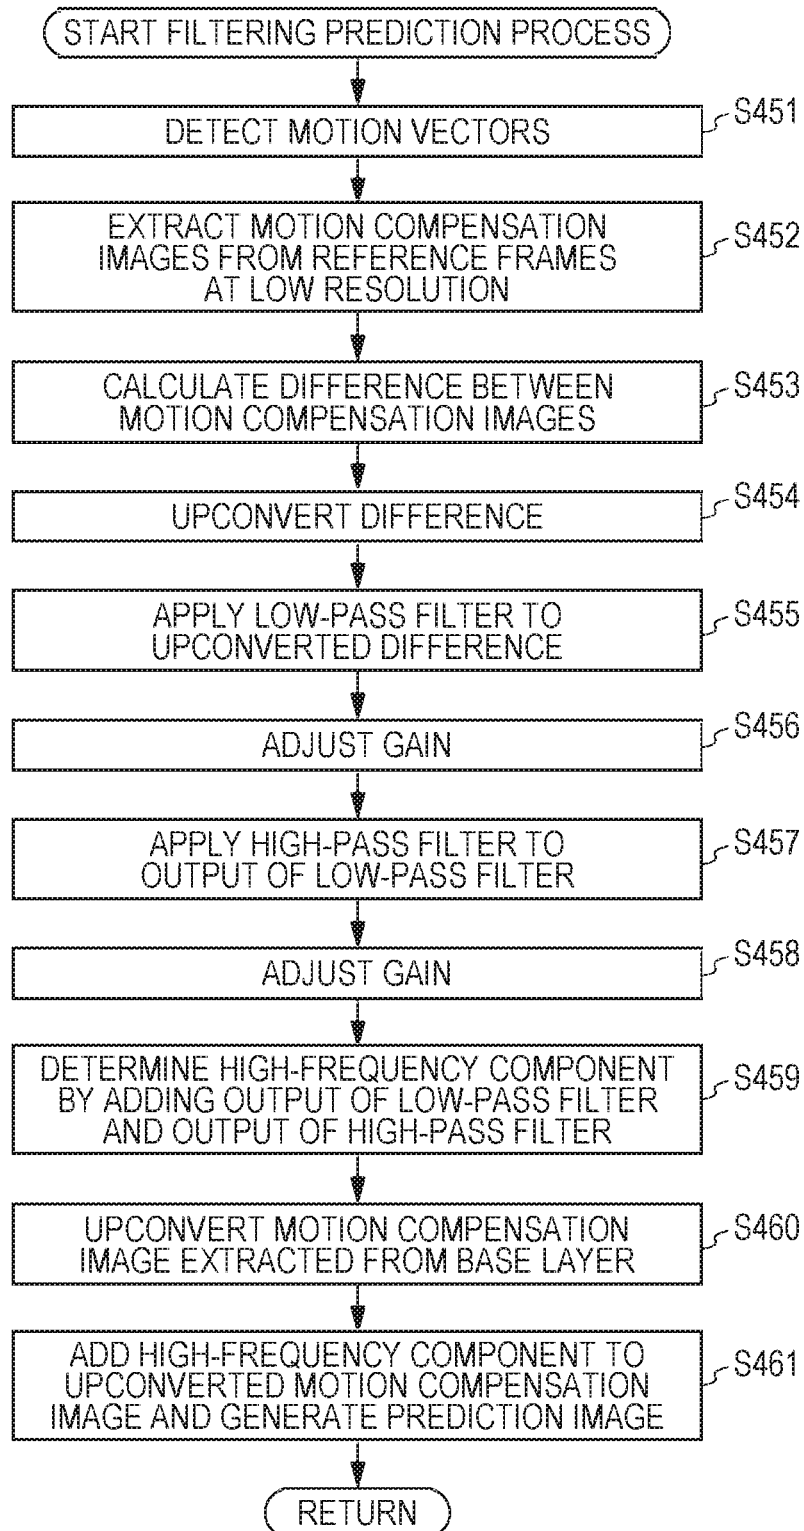 START FILTERING PREDICTION PROCESS
S451
DETECT MOTION VECTORS
S452
EXTRACT MOTION COMPENSATION
IMAGES FROM REFERENCE FRAMES
AT LOW RESOLUTION
S453
CALCULATE DIFFERENCE BETWEEN
MOTION COMPENSATION IMAGES
S454
UPCONVERT DIFFERENCE
S455
APPLY LOW-PASS FILTER TO
UPCONVERTED DIFFERENCE
S456
ADJUST GAIN
S457
APPLY HIGH-PASS FILTER TO
OUTPUT OF LOW-PASS FILTER
S458
ADJUST GAIN
S459
DETERMINE HIGH-FREQUENCY COMPONENT
BY ADDING OUTPUT OF LOW-PASS FILTER
AND OUTPUT OF HIGH-PASS FILTER
S460
UPCONVERT MOTION COMPENSATION
IMAGE EXTRACTED FROM BASE LAYER
S461
ADD HIGH-FREQUENCY COMPONENT TO
UPCONVERTED MOTION COMPENSATION
IMAGE AND GENERATE PREDICTION IMAGE
RETURN